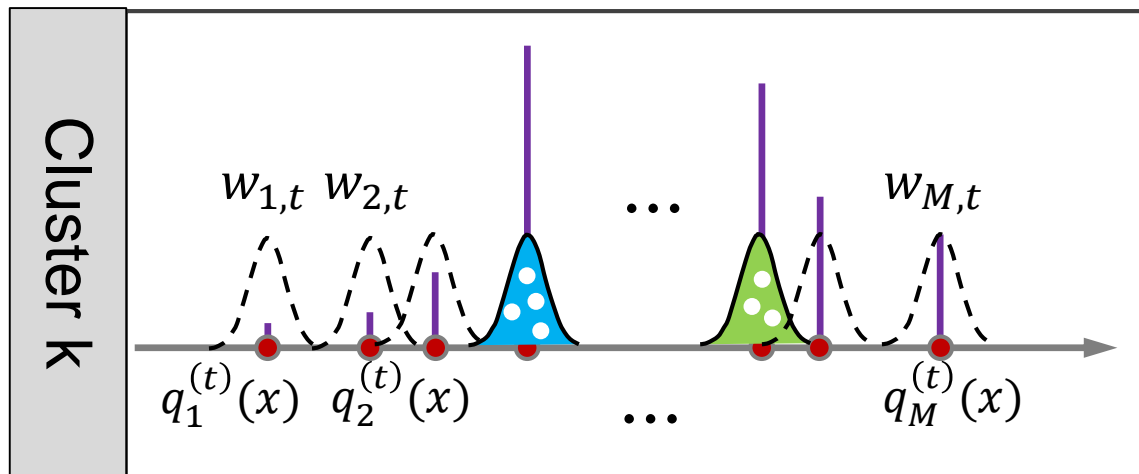 Cluster k
w_{1,t} w_{2,t} ... w_{M,t}
q_1^{(t)}(x) q_2^{(t)}(x) ... q_M^{(t)}(x)